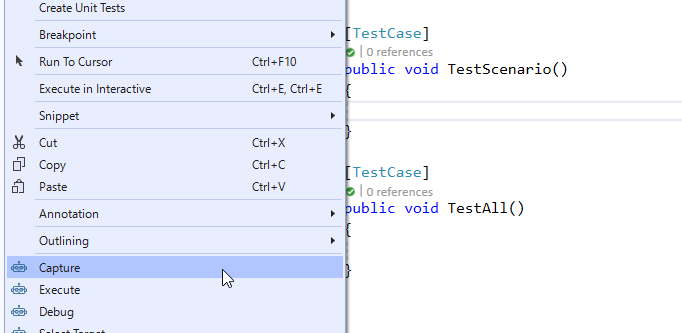 Create Unit Tests
Breakpoint
Run To Cursor Ctrl+F10
Execute in Interactive Ctrl+E, Ctrl+E
Snippet
Cut Ctrl+X
Copy Ctrl+C
Paste Ctrl+V
Annotation
Outlining
Capture
Execute
Debug
Select Target
[TestCase]
| 0 references
public void TestScenario()
{
}
[TestCase]
| 0 references
public void TestAll()
{
}